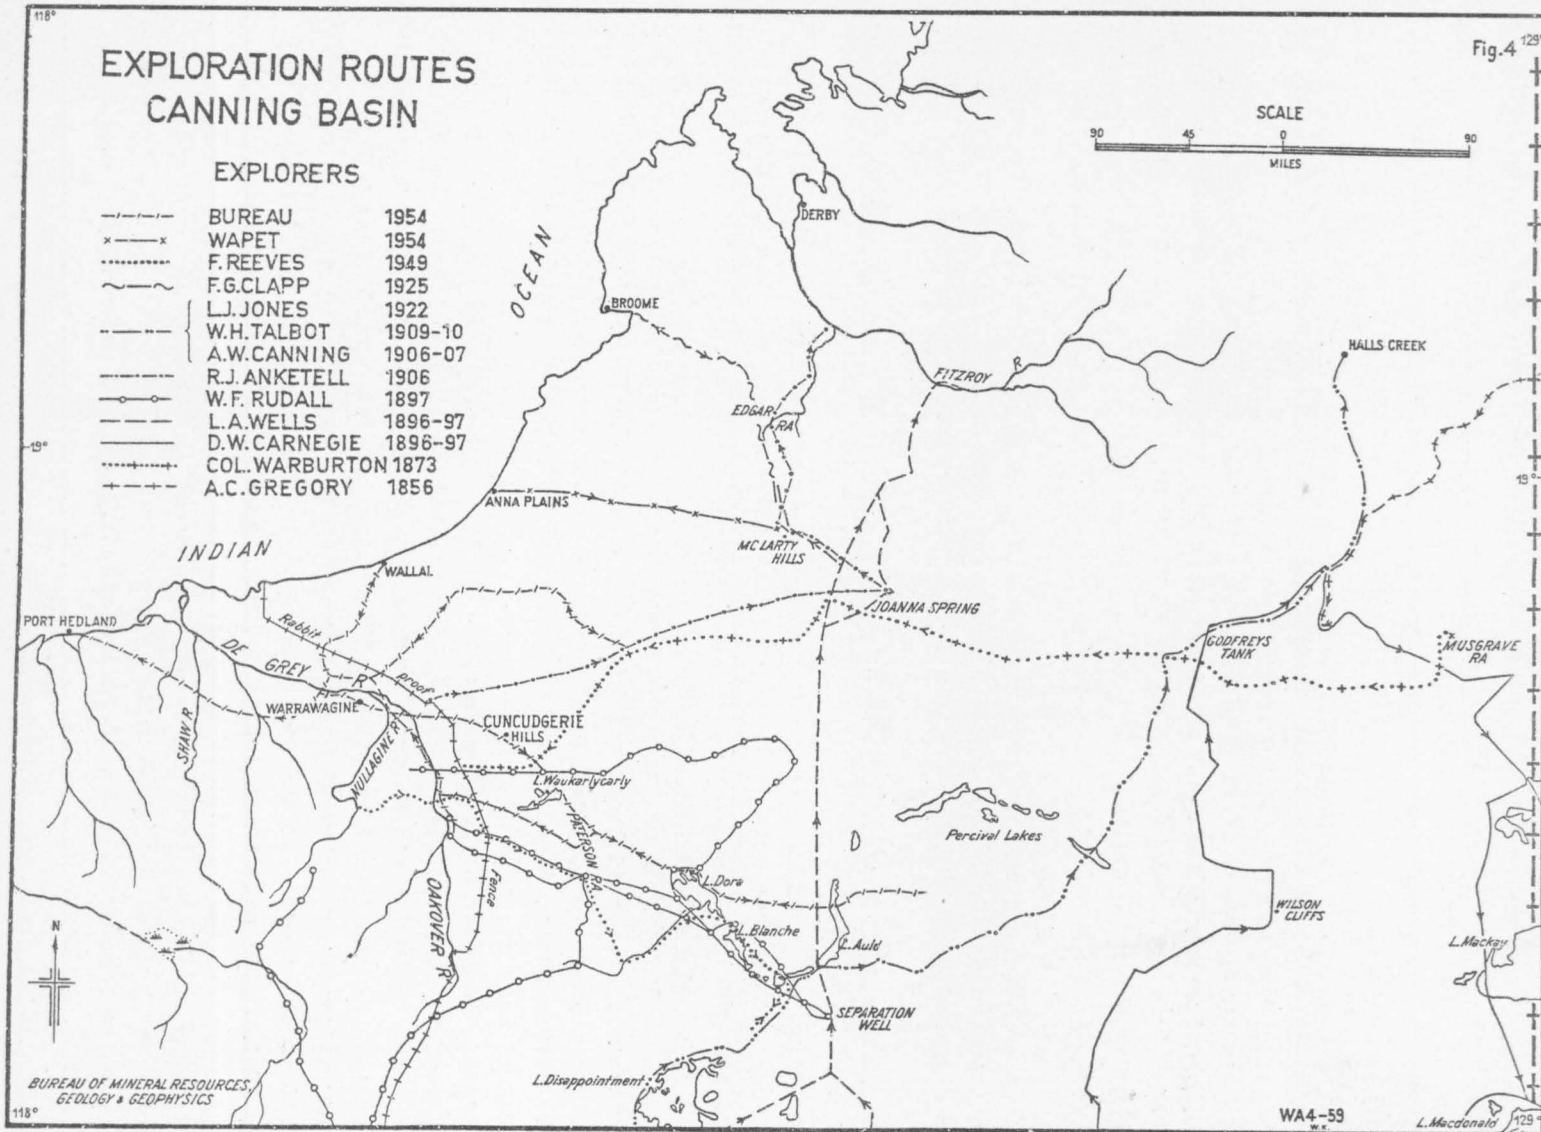 118°
Fig.4
129°
EXPLORATION ROUTES
CANNING BASIN
SCALE
90 45 0 90
MILES
EXPLORERS
BUREAU 1954
WAPET 1954
F. REEVES 1949
F.G. CLAPP 1925
L.J. JONES 1922
W.H. TALBOT 1909-10
A.W. CANNING 1906-07
R.J. ANKETELL 1906
W.F. RUDALL 1897
L.A. WELLS 1896-97
D.W. CARNEGIE 1896-97
COL. WARBURTON 1873
A.C. GREGORY 1856
DERBY
OCEAN
BROOME
HALLS CREEK
FITZROY R
EDGAR
RA
19°
19°
ANNA PLAINS
MC LARTY
HILLS
INDIAN
WALLAL
JOANNA SPRING
PORT HEDLAND
Rabbit proof Fence
DE GREY R
GODFREYS
TANK
MUSGRAVE
RA
WARRAWAGINE
SHAW R
NULLAGINE R
CUNCUDGERIE
HILLS
L. Waukarlycarly
PATERSON RA
Percival Lakes
OAKOVER R
L. Dora
WILSON
CLIFFS
N
L. Blanche
L. Auld
L. Mackay
SEPARATION
WELL
L. Disappointment
BUREAU OF MINERAL RESOURCES,
GEOLOGY & GEOPHYSICS
118°
WA4-59
W.K.
L. Macdonald
129°